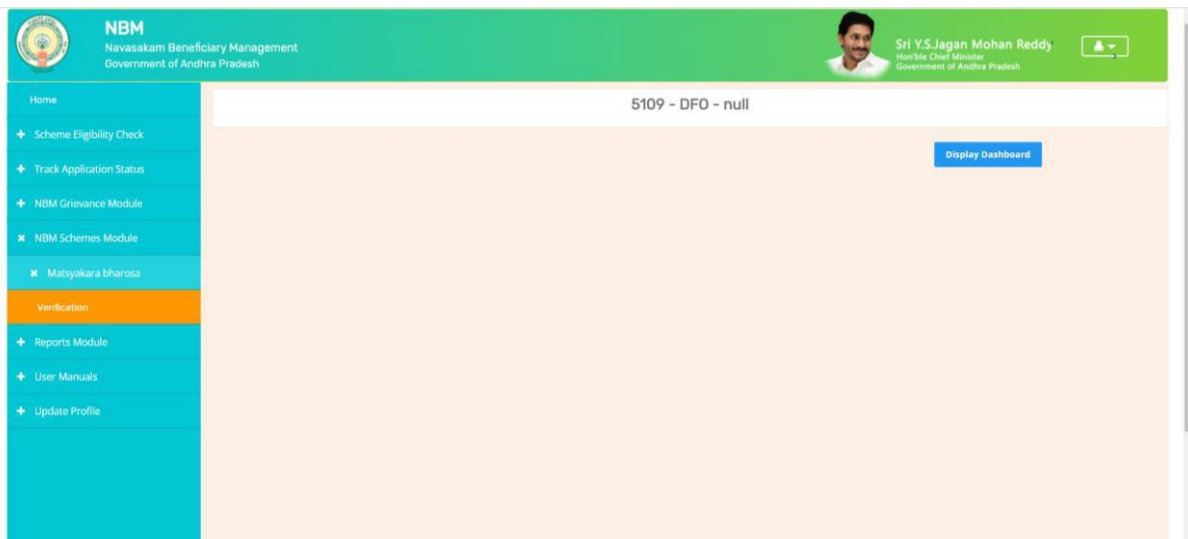 NBM
Navasakam Beneficiary Management
Government of Andhra Pradesh
Sri Y.S.Jagan Mohan Reddy
Hon'ble Chief Minister
Government of Andhra Pradesh
Home
Scheme Eligibility Check
Track Application Status
NBM Grievance Module
NBM Schemes Module
Matsyakara bharosa
Verification
Reports Module
User Manuals
Update Profile
5109 - DFO - null
Display Dashboard